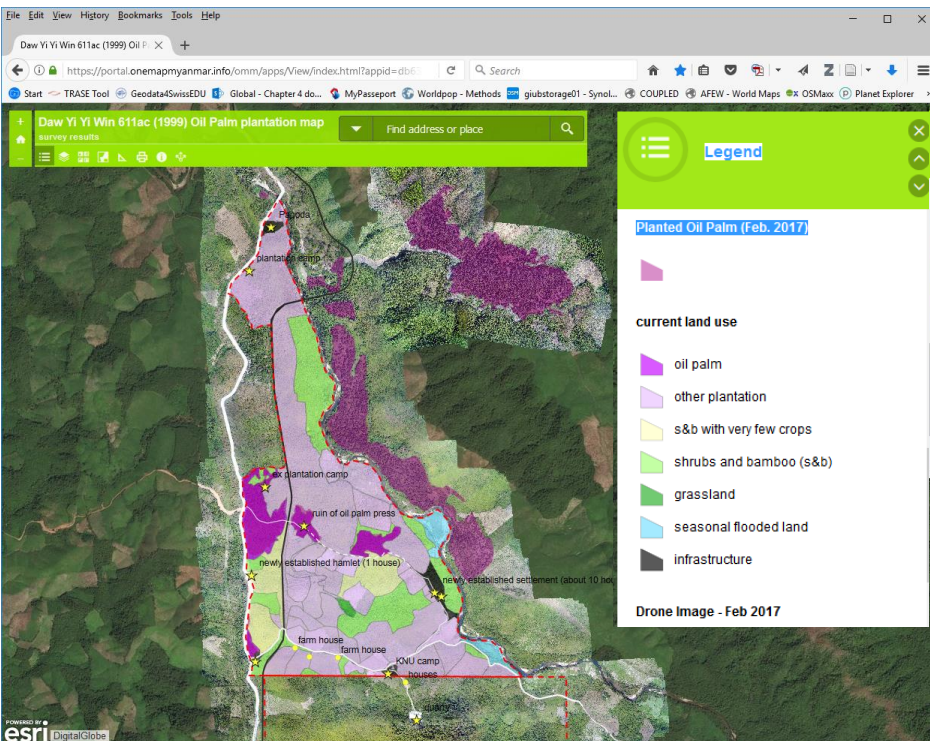 File Edit View History Bookmarks Tools Help
Daw Yi Yi Win 611ac (1999) Oil P
https://portal.onemapmyanmar.info/omm/apps/View/index.html?appid=db6
Search
Start TRASE Tool Geodata4SwissEDU Global - Chapter 4 do... MyPasseport Worldpop - Methods giubstorage01 - Synol... COUPLED AFEW - World Maps OSMaxx Planet Explorer
Daw Yi Yi Win 611ac (1999) Oil Palm plantation map
survey results
Find address or place
Legend
Planted Oil Palm (Feb. 2017)
current land use
oil palm
other plantation
s&b with very few crops
shrubs and bamboo (s&b)
grassland
seasonal flooded land
infrastructure
Drone Image - Feb 2017
Pagoda
plantation camp
ex plantation camp
ruin of oil palm press
newly established hamlet (1 house)
newly established settlement (about 10 hou
farm house
farm house
KNU camp
houses
quarry
POWERED BY
esri
DigitalGlobe